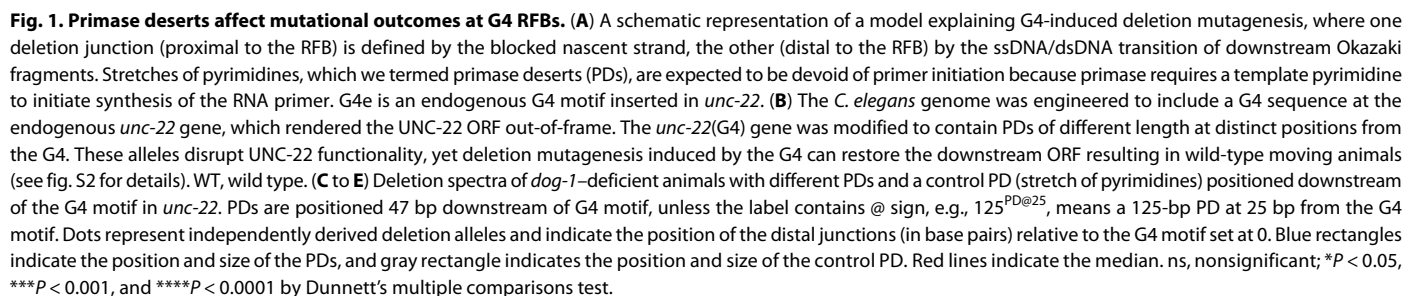 Fig. 1. Primase deserts affect mutational outcomes at G4 RFBs. (A) A schematic representation of a model explaining G4-induced deletion mutagenesis, where one
deletion junction (proximal to the RFB) is defined by the blocked nascent strand, the other (distal to the RFB) by the ssDNA/dsDNA transition of downstream Okazaki
fragments. Stretches of pyrimidines, which we termed primase deserts (PDs), are expected to be devoid of primer initiation because primase requires a template pyrimidine
to initiate synthesis of the RNA primer. G4e is an endogenous G4 motif inserted in unc-22. (B) The C. elegans genome was engineered to include a G4 sequence at the
endogenous unc-22 gene, which rendered the UNC-22 ORF out-of-frame. The unc-22(G4) gene was modified to contain PDs of different length at distinct positions from
the G4. These alleles disrupt UNC-22 functionality, yet deletion mutagenesis induced by the G4 can restore the downstream ORF resulting in wild-type moving animals
(see fig. S2 for details). WT, wild type. (C to E) Deletion spectra of dog-1–deficient animals with different PDs and a control PD (stretch of pyrimidines) positioned downstream
of the G4 motif in unc-22. PDs are positioned 47 bp downstream of G4 motif, unless the label contains @ sign, e.g., 125PD@25, means a 125-bp PD at 25 bp from the G4
motif. Dots represent independently derived deletion alleles and indicate the position of the distal junctions (in base pairs) relative to the G4 motif set at 0. Blue rectangles
indicate the position and size of the PDs, and gray rectangle indicates the position and size of the control PD. Red lines indicate the median. ns, nonsignificant; *P < 0.05,
***P < 0.001, and ****P < 0.0001 by Dunnett's multiple comparisons test.